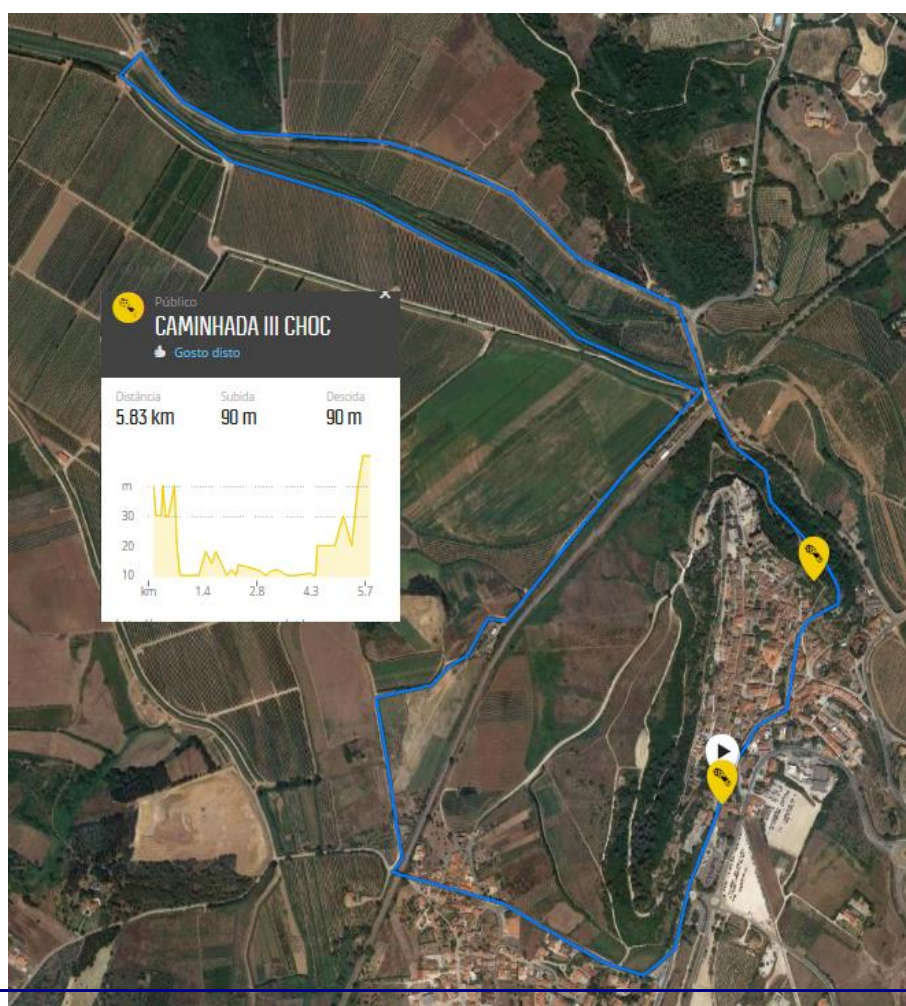 Público
CAMINHADA III CHOC
Gosto disto
Distância Subida Descida
5.83 km 90 m 90 m
m
30
20
10
km 1.4 2.8 4.3 5.7